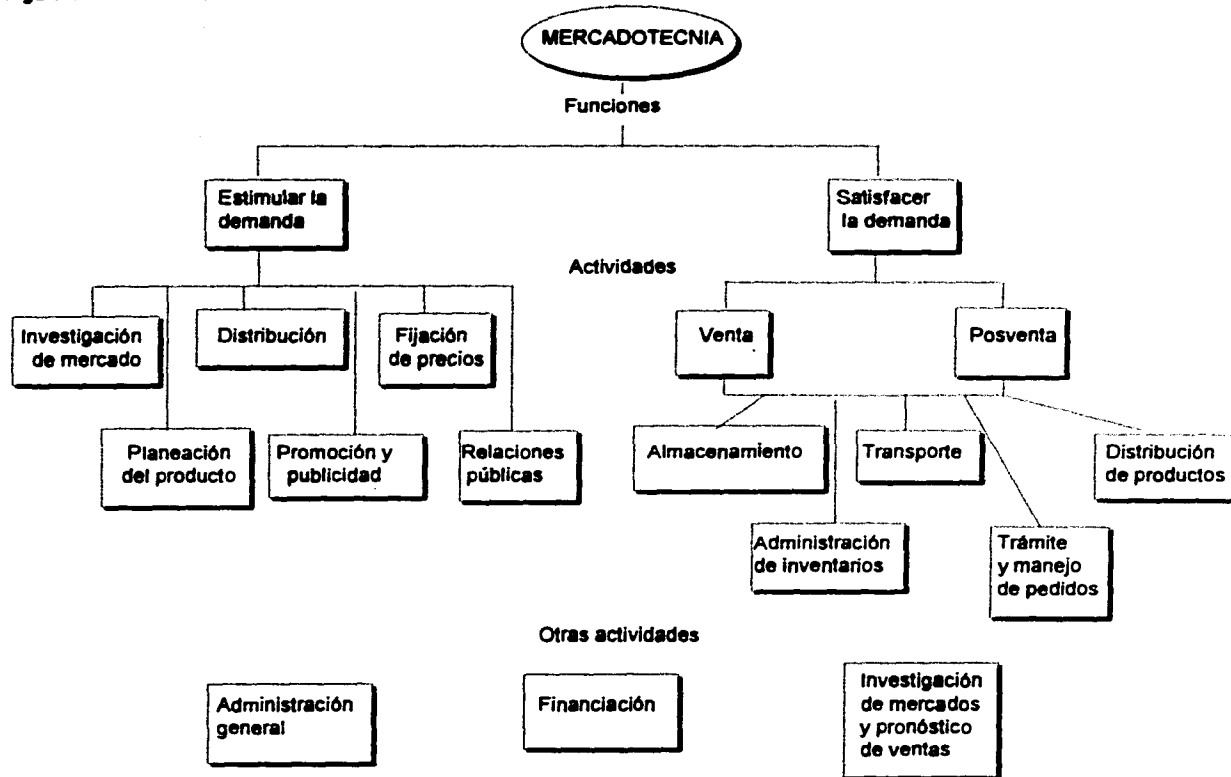 MERCADOTECNIA
Funciones
Estimular la
demanda
Satisfacer
la demanda
Actividades
Investigación
de mercado
Distribución
Fijación
de precios
Venta
Posventa
Planeación
del producto
Promoción y
publicidad
Relaciones
públicas
Almacenamiento
Transporte
Distribución
de productos
Administración
de inventarios
Trámite
y manejo
de pedidos
Otras actividades
Administración
general
Financiación
Investigación
de mercados
y pronóstico
de ventas